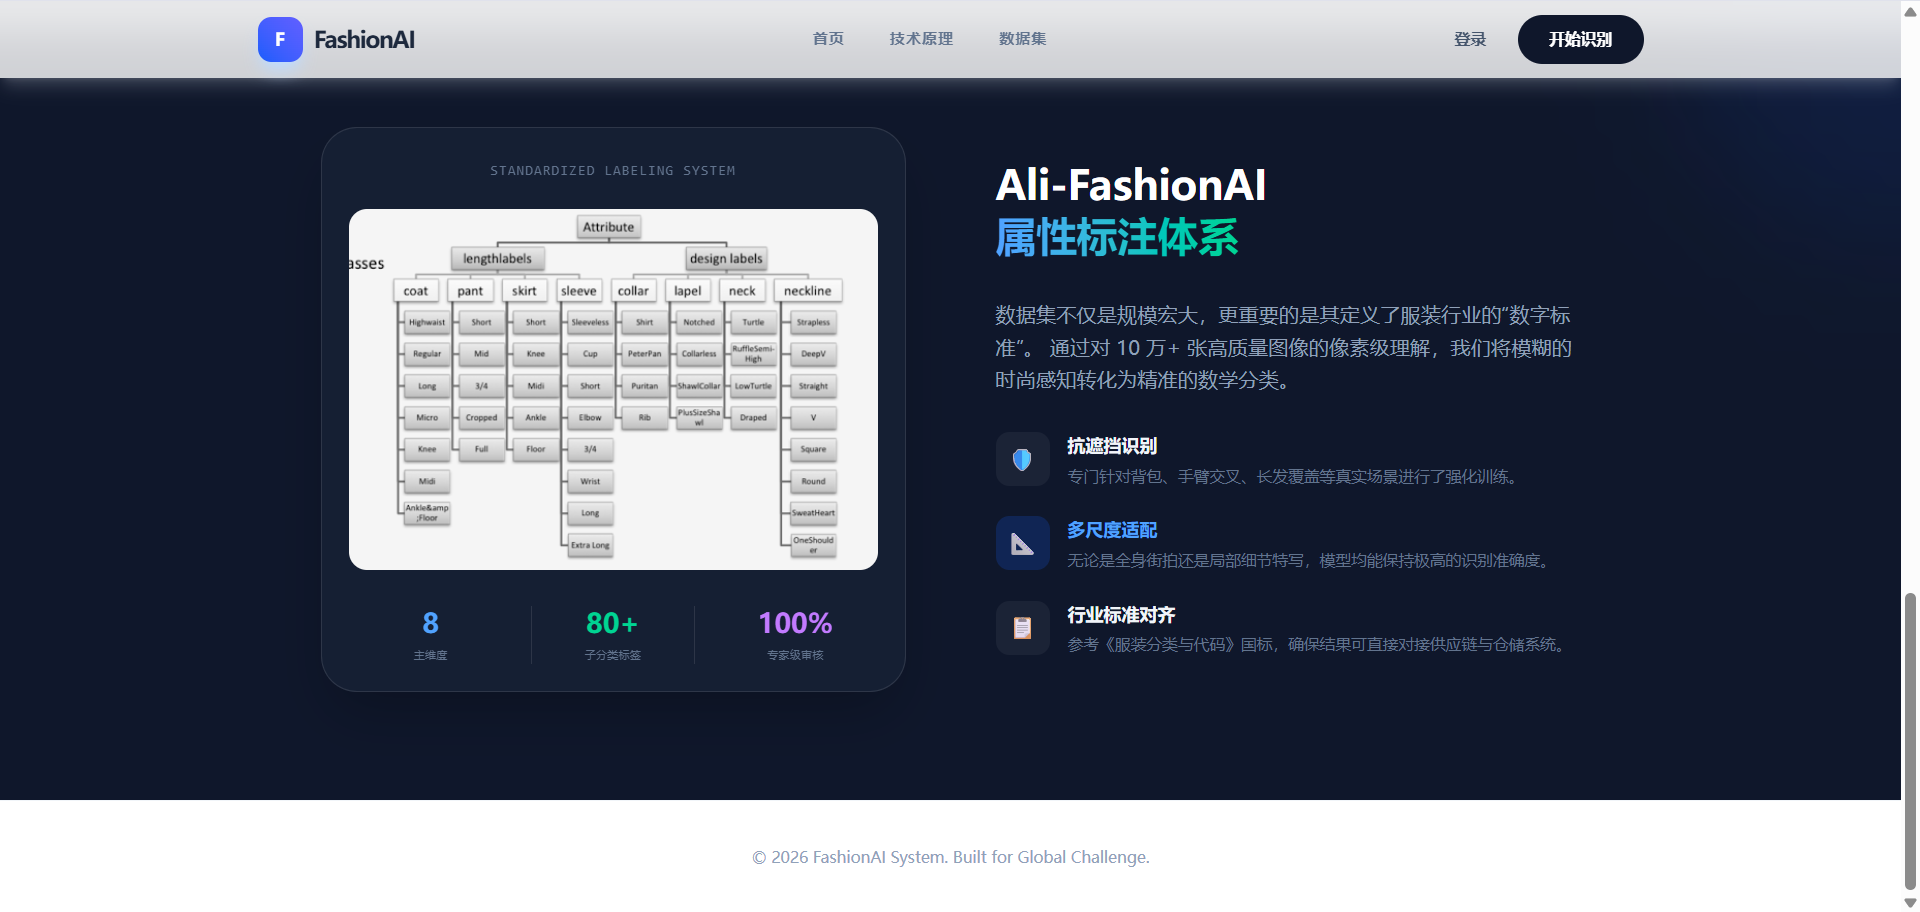 F
FashionAI
首页
技术原理
数据集
登录
开始识别
STANDARDIZED LABELING SYSTEM
Attribute
asses
lengthlabels
design labels
coat pant skirt sleeve collar lapel neck neckline
Highwaist Short Short Sleeveless Shirt Notched Turtle Strapless
Regular Mid Knee Cup PeterPan Collarless RuffleSemi-High DeepV
Long 3/4 Midi Short Puritan ShawlCollar LowTurtle Straight
Micro Cropped Ankle Elbow Rib PlusSizeShawl Draped V
Knee Full Floor 3/4 Square
Midi Wrist Round
Ankle&amp;Floor Long SweatHeart
Extra Long OneShoulder
8
主维度
80+
子分类标签
100%
专家级审核
Ali-FashionAI
属性标注体系
数据集不仅是规模宏大，更重要的是其定义了服装行业的“数字标
准”。 通过对 10 万+ 张高质量图像的像素级理解，我们将模糊的
时尚感知转化为精准的数学分类。
抗遮挡识别
专门针对背包、手臂交叉、长发覆盖等真实场景进行了强化训练。
多尺度适配
无论是全身街拍还是局部细节特写，模型均能保持极高的识别准确度。
行业标准对齐
参考《服装分类与代码》国标，确保结果可直接对接供应链与仓储系统。
© 2026 FashionAI System. Built for Global Challenge.